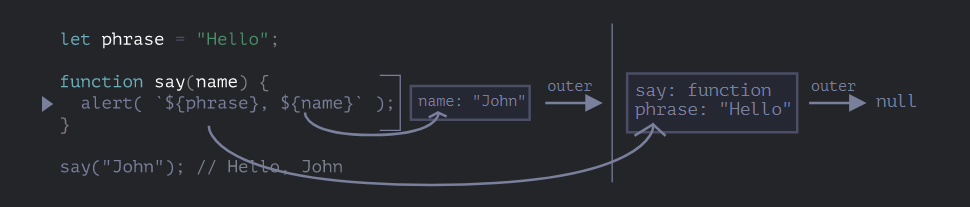 let phrase = "Hello";
function say(name) {
alert( `${phrase}, ${name}` );
}
say("John"); // Hello, John
name: "John"
outer
say: function
phrase: "Hello"
outer
null